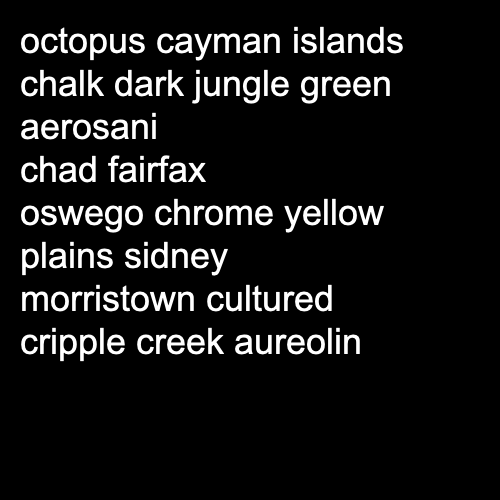 octopus cayman islands
chalk dark jungle green
aerosani
chad fairfax
oswego chrome yellow
plains sidney
morristown cultured
cripple creek aureolin